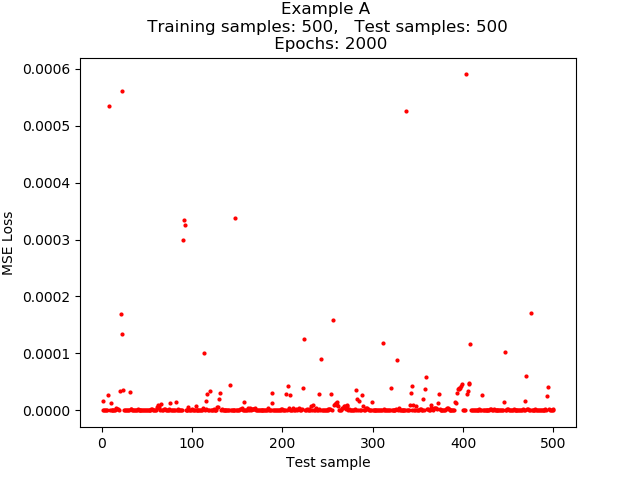 Example A
Training samples: 500,   Test samples: 500
Epochs: 2000
0.0006
0.0005
0.0004
0.0003
0.0002
0.0001
0.0000
MSE Loss
0 100 200 300 400 500
Test sample